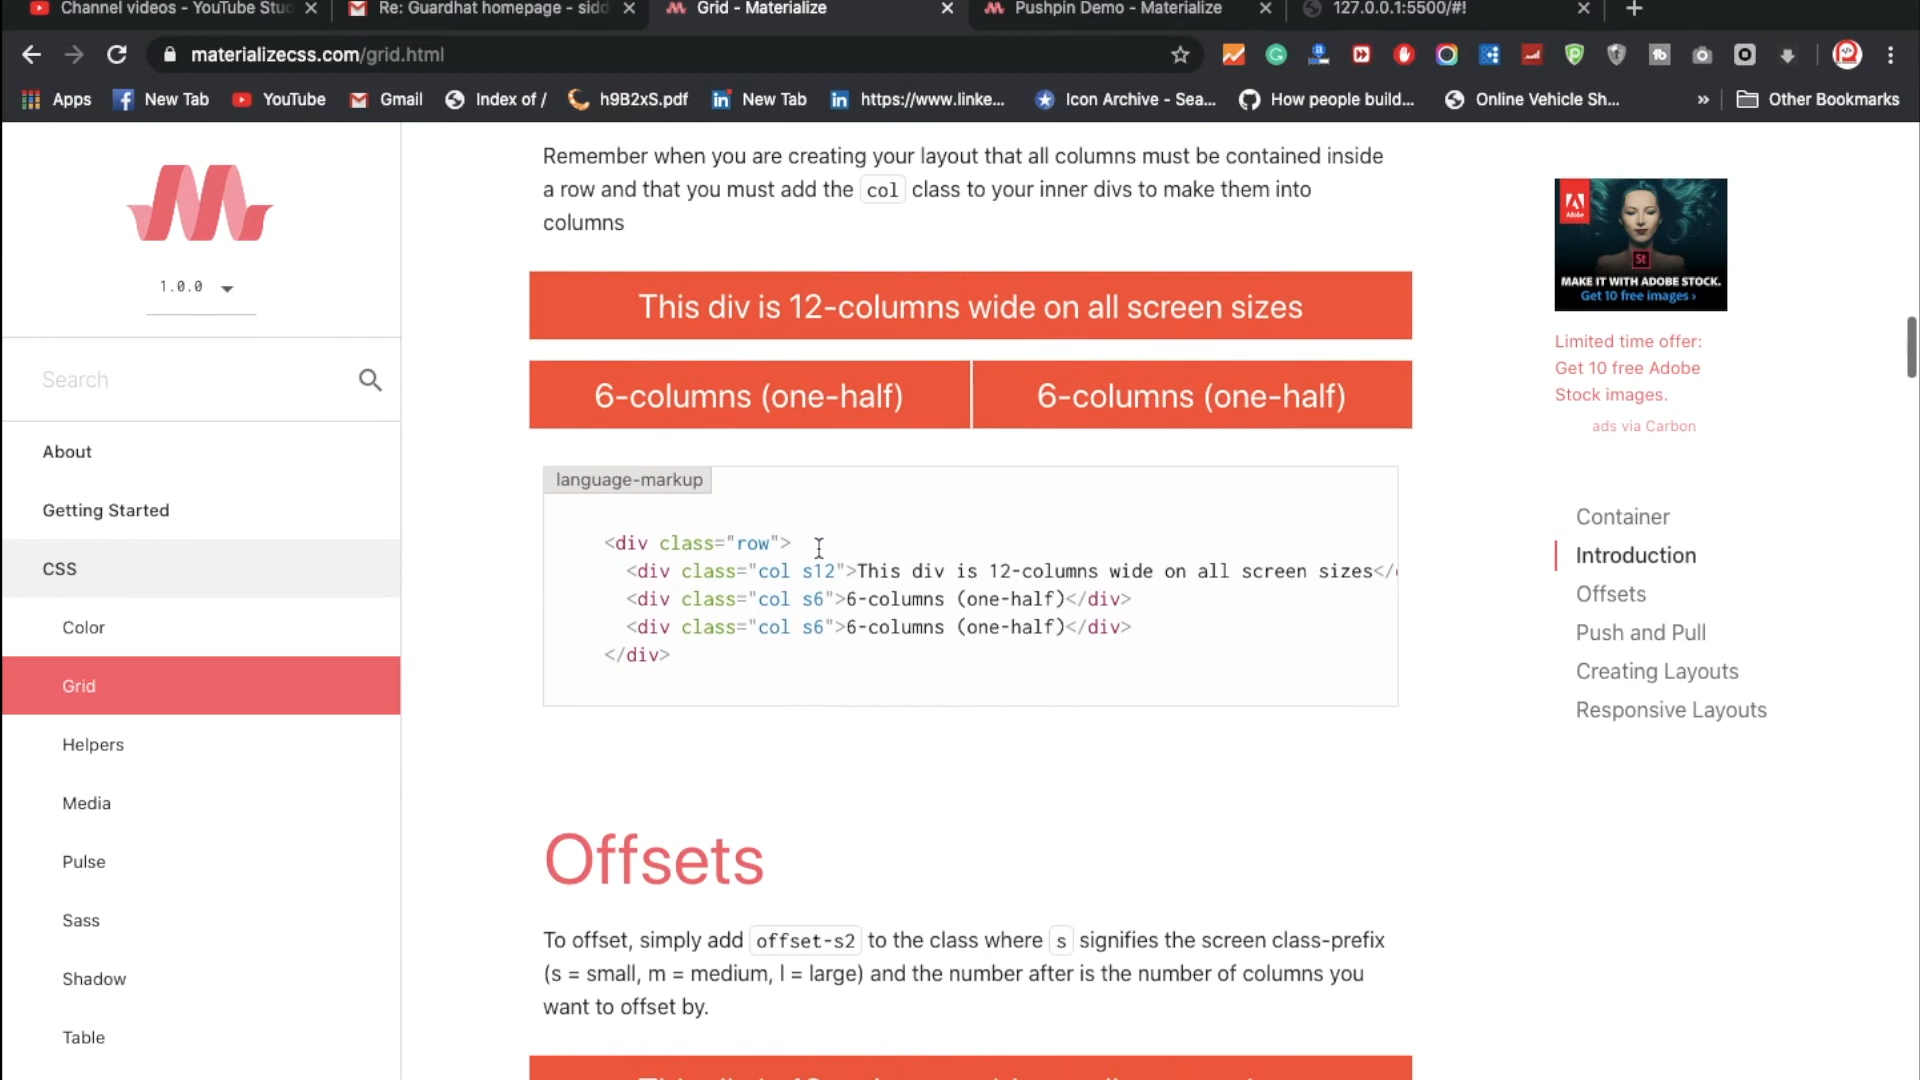 Channel videos - YouTube Stu
Re: Guardhat homepage - sidd
Grid - Materialize
Pushpin Demo - Materialize
127.0.0.1:5500/#!
materializecss.com/grid.html
Apps
New Tab
YouTube
Gmail
Index of /
h9B2xS.pdf
New Tab
https://www.linke...
Icon Archive - Sea...
How people build...
Online Vehicle Sh...
»
Other Bookmarks
1.0.0
Search
About
Getting Started
CSS
Color
Grid
Helpers
Media
Pulse
Sass
Shadow
Table
Remember when you are creating your layout that all columns must be contained inside
a row and that you must add the col class to your inner divs to make them into
columns
This div is 12-columns wide on all screen sizes
6-columns (one-half)
6-columns (one-half)
language-markup
<div class="row">
<div class="col s12">This div is 12-columns wide on all screen sizes</
<div class="col s6">6-columns (one-half)</div>
<div class="col s6">6-columns (one-half)</div>
</div>
Offsets
To offset, simply add offset-s2 to the class where s signifies the screen class-prefix
(s = small, m = medium, l = large) and the number after is the number of columns you
want to offset by.
Adobe
St
MAKE IT WITH ADOBE STOCK.
Get 10 free images ›
Limited time offer:
Get 10 free Adobe
Stock images.
ads via Carbon
Container
Introduction
Offsets
Push and Pull
Creating Layouts
Responsive Layouts